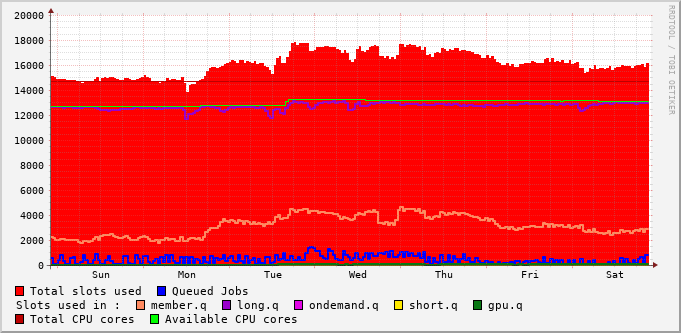 20000
18000
16000
14000
12000
10000
8000
6000
4000
2000
0
Sun Mon Tue Wed Thu Fri Sat
Total slots used Queued Jobs
Slots used in : member.q long.q ondemand.q short.q gpu.q
Total CPU cores Available CPU cores
RRDTOOL / TOBI OETIKER